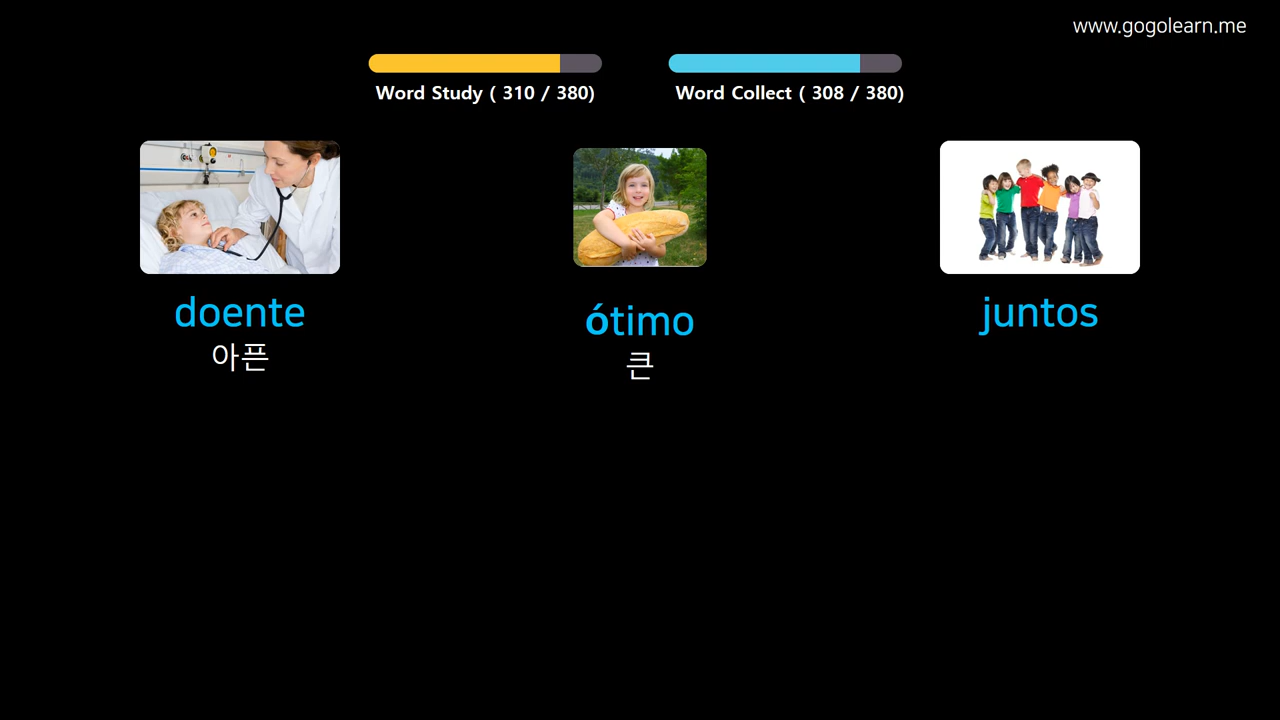 www.gogolearn.me
Word Study ( 310 / 380)
Word Collect ( 308 / 380)
doente
아픈
ótimo
큰
juntos